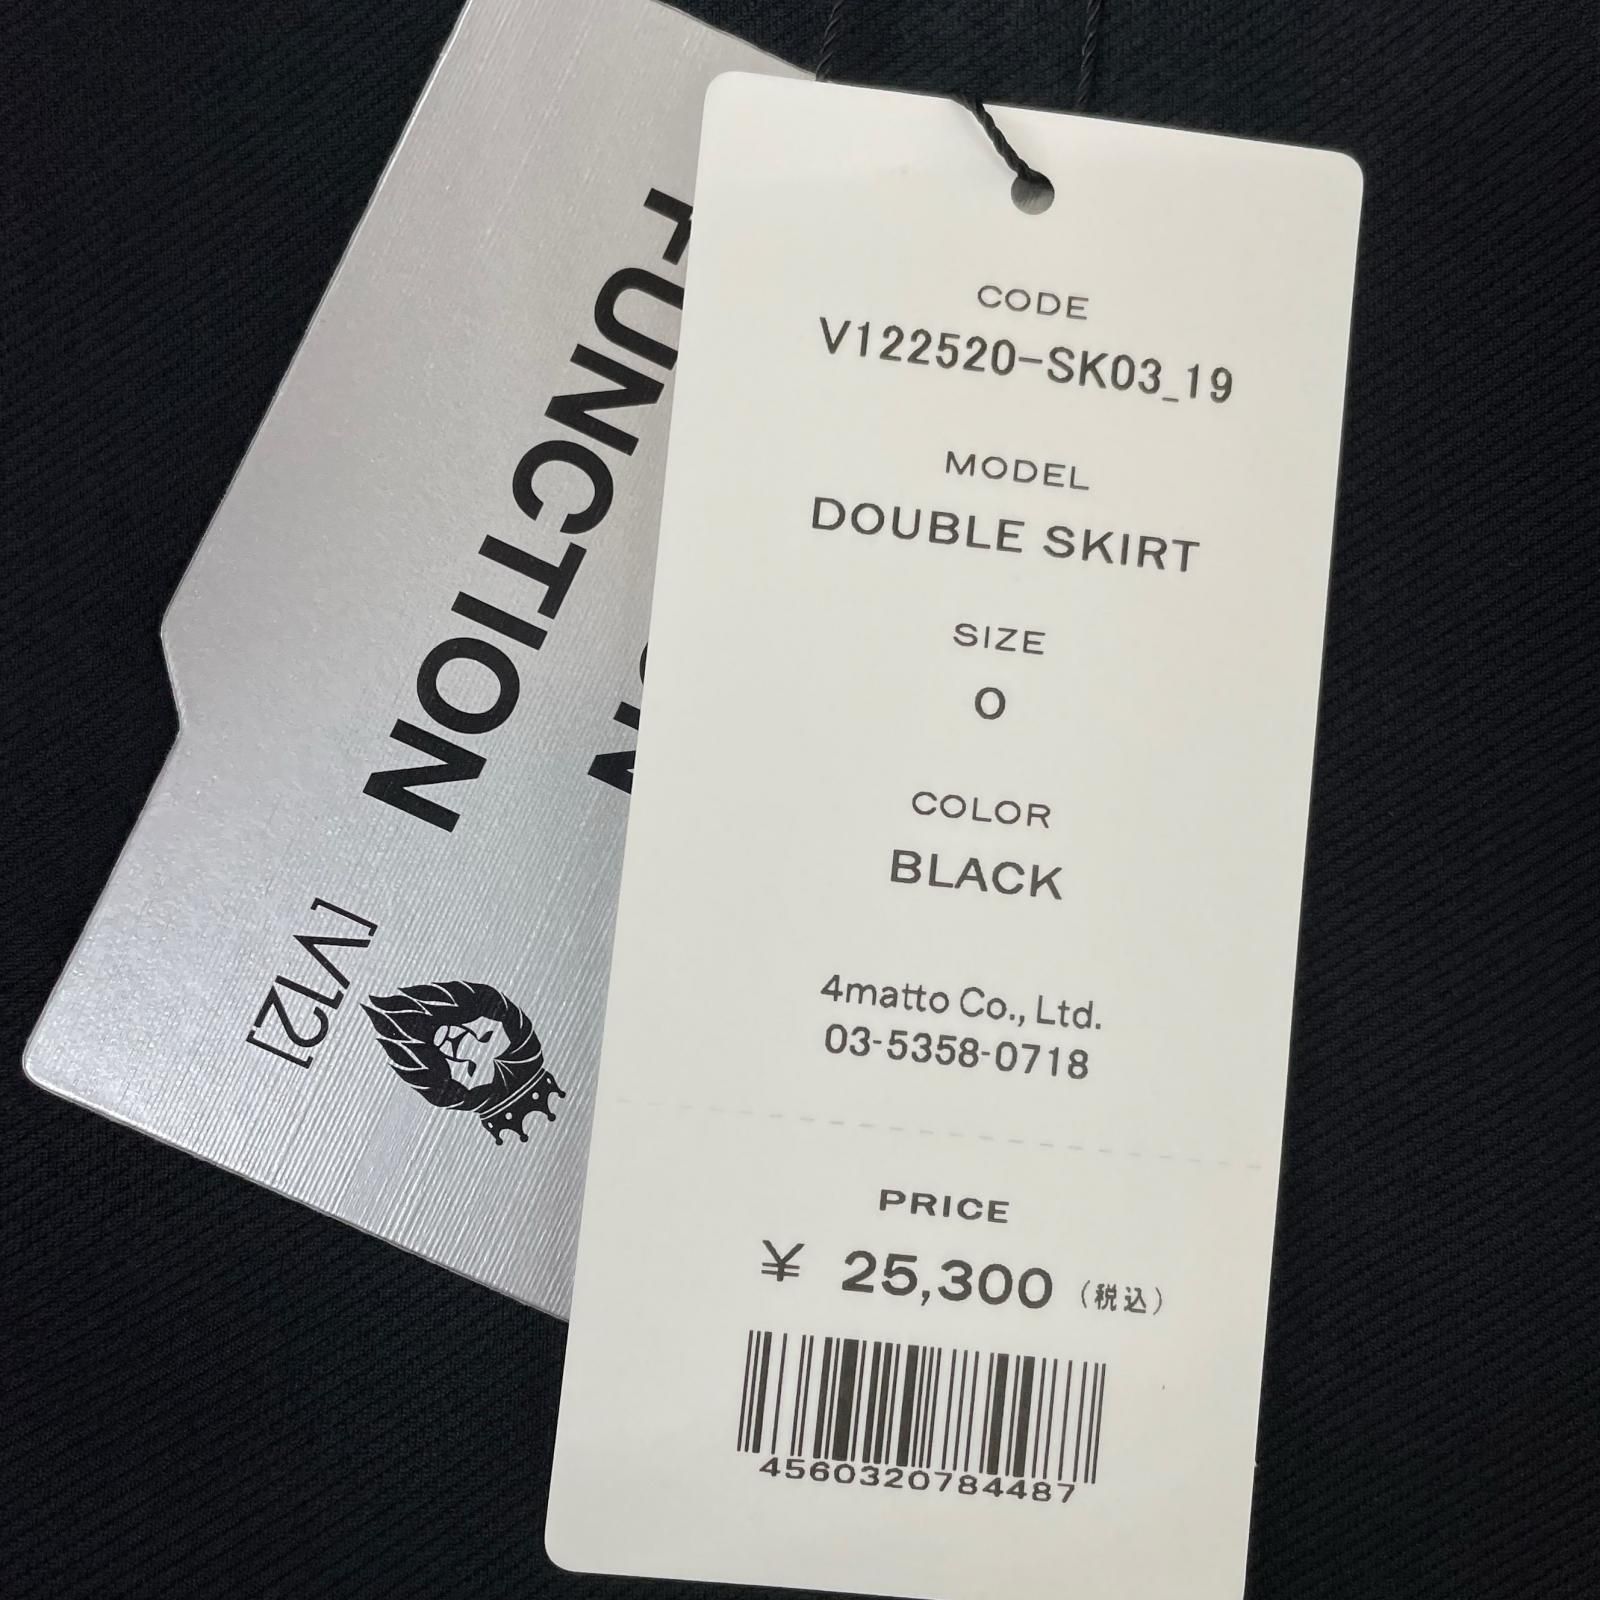 FUNCTION
[V12]
CODE
V122520-SK03_19
MODEL
DOUBLE SKIRT
SIZE
0
COLOR
BLACK
4matto Co., Ltd.
03-5358-0718
PRICE
¥ 25,300 (税込)
4560320784487